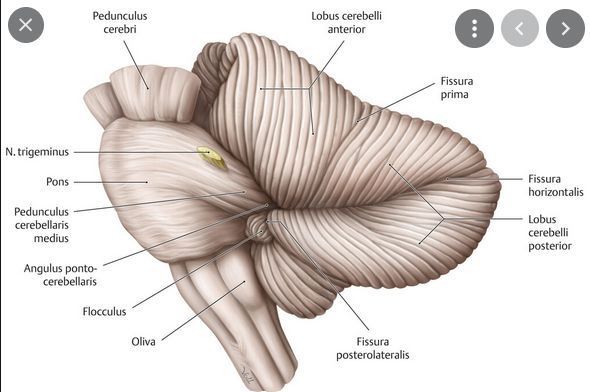 Pedunculus
cerebri
Lobus cerebelli
anterior
Fissura
prima
N. trigeminus
Pons
Pedunculus
cerebellaris
medius
Angulus ponto-
cerebellaris
Flocculus
Oliva
Fissura
horizontalis
Lobus
cerebelli
posterior
Fissura
posterolateralis